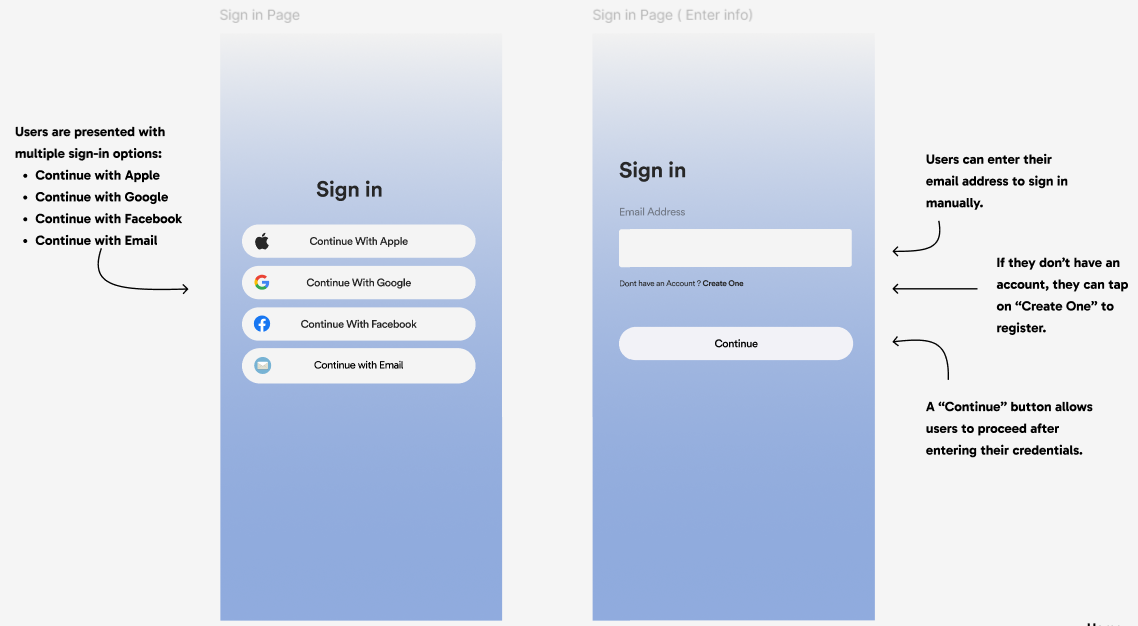 Sign in Page
Sign in Page ( Enter info)
Users are presented with
multiple sign-in options:
• Continue with Apple
• Continue with Google
• Continue with Facebook
• Continue with Email
Sign in
Continue With Apple
Continue With Google
Continue With Facebook
Continue with Email
Sign in
Email Address
Dont have an Account ? Create One
Continue
Users can enter their
email address to sign in
manually.
If they don’t have an
account, they can tap
on “Create One” to
register.
A “Continue” button allows
users to proceed after
entering their credentials.